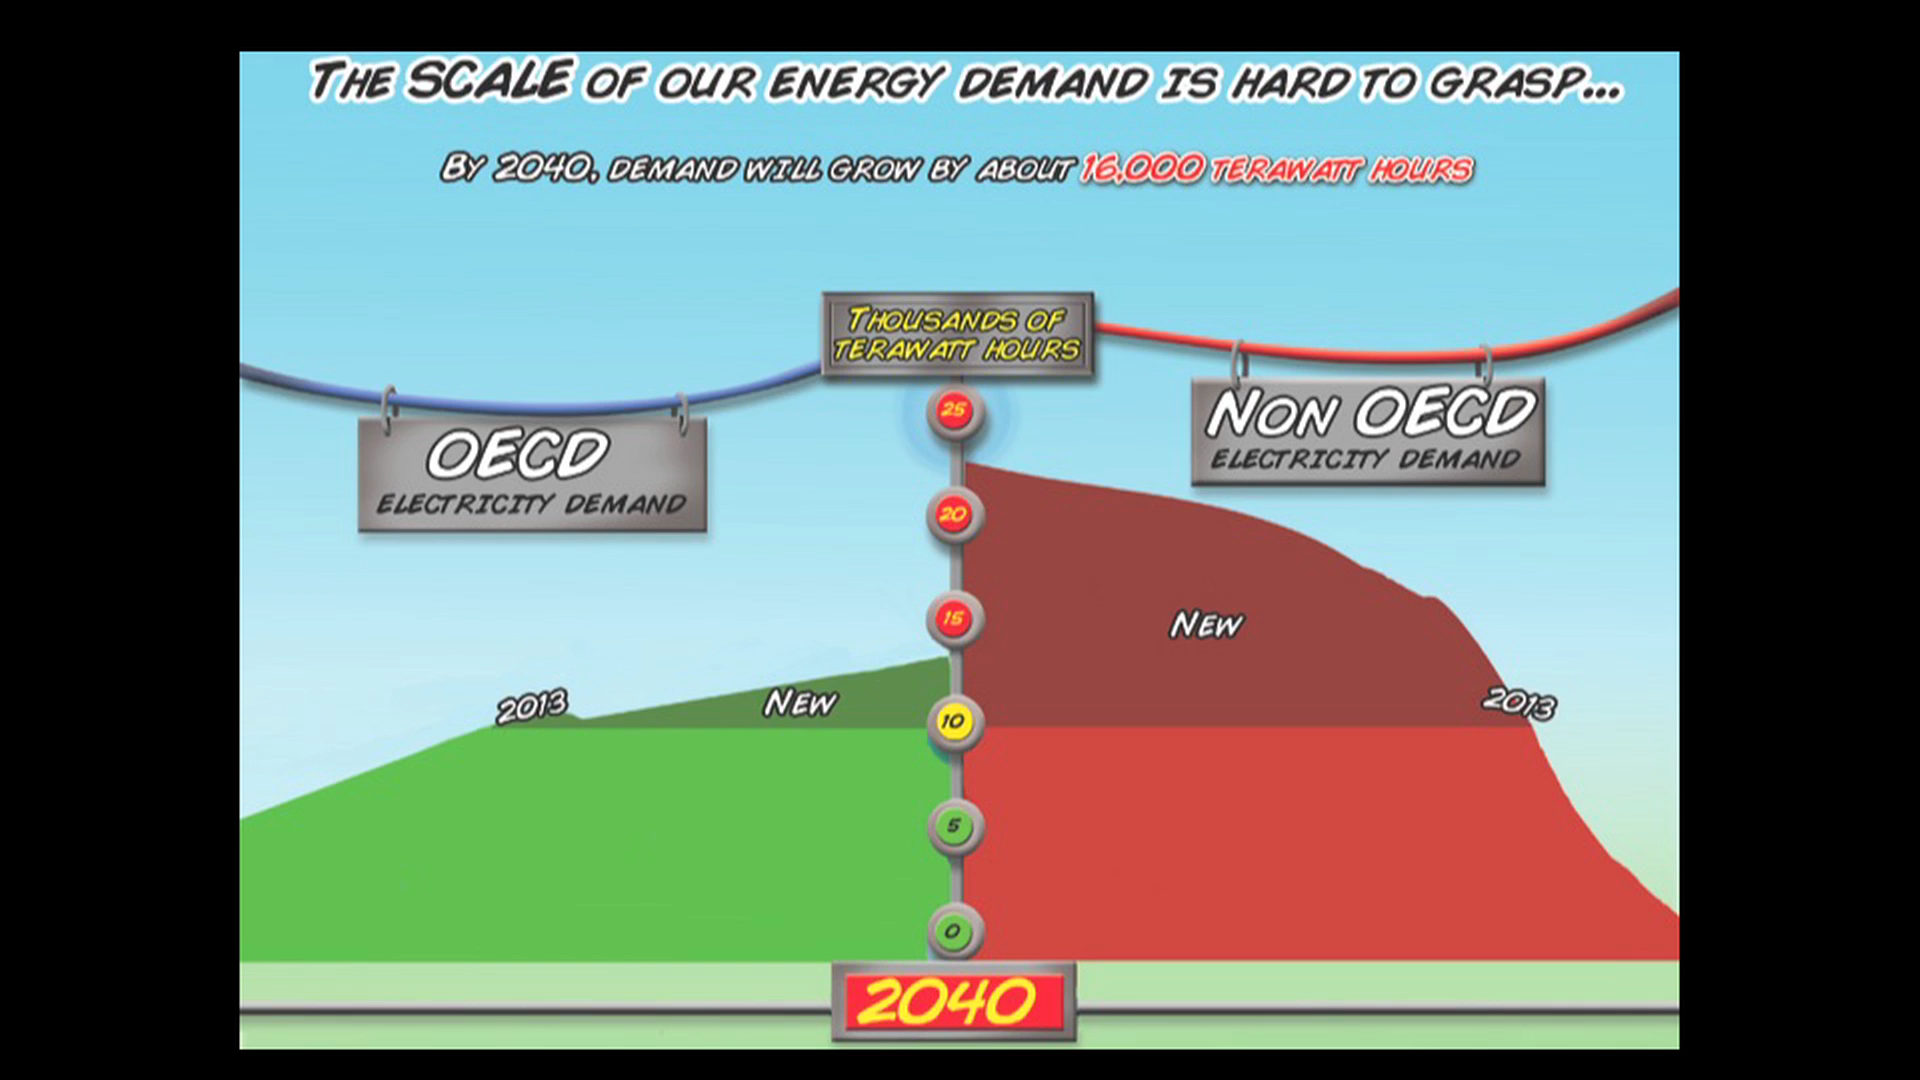 THE SCALE OF OUR ENERGY DEMAND IS HARD TO GRASP...
BY 2040, DEMAND WILL GROW BY ABOUT 16,000 TERAWATT HOURS
THOUSANDS OF
TERAWATT HOURS
OECD
ELECTRICITY DEMAND
NON OECD
ELECTRICITY DEMAND
25
20
15
10
5
0
2013
NEW
NEW
2013
2040